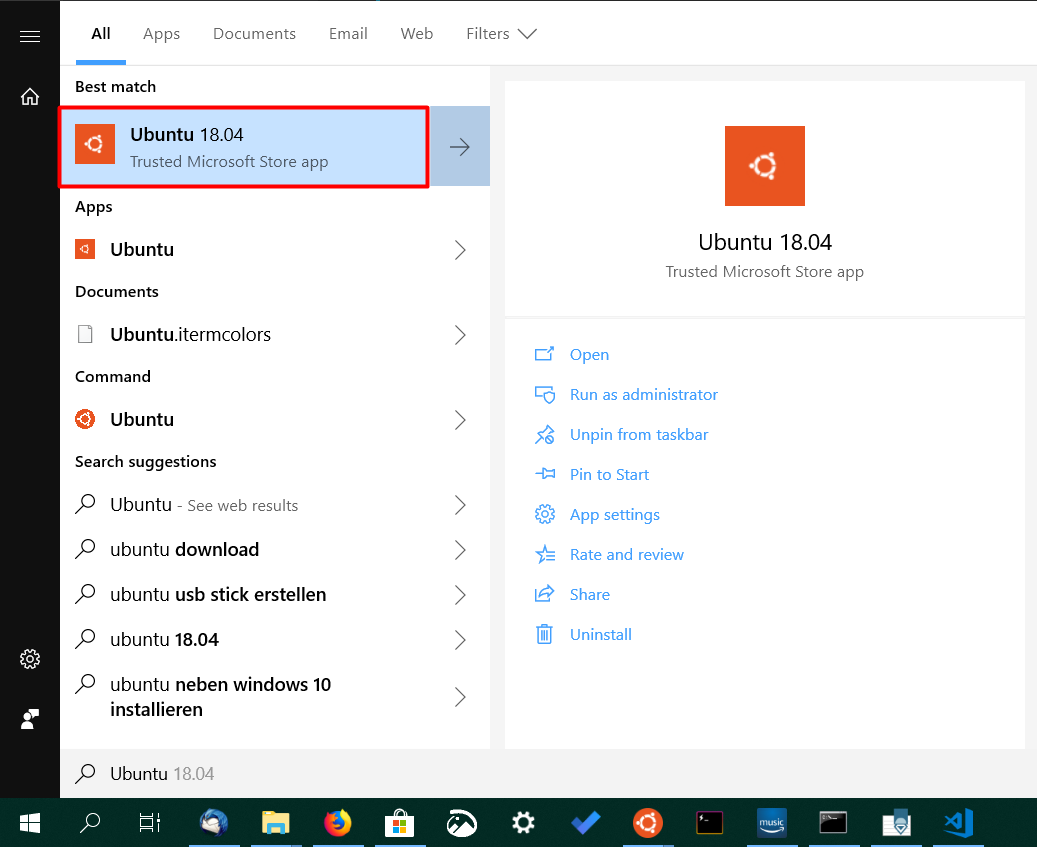 All Apps Documents Email Web Filters
Best match
Ubuntu 18.04
Trusted Microsoft Store app
Apps
Ubuntu
Documents
Ubuntu.itermcolors
Command
Ubuntu
Search suggestions
Ubuntu - See web results
ubuntu download
ubuntu usb stick erstellen
ubuntu 18.04
ubuntu neben windows 10
installieren
Ubuntu 18.04
Trusted Microsoft Store app
Open
Run as administrator
Unpin from taskbar
Pin to Start
App settings
Rate and review
Share
Uninstall
Ubuntu 18.04
music